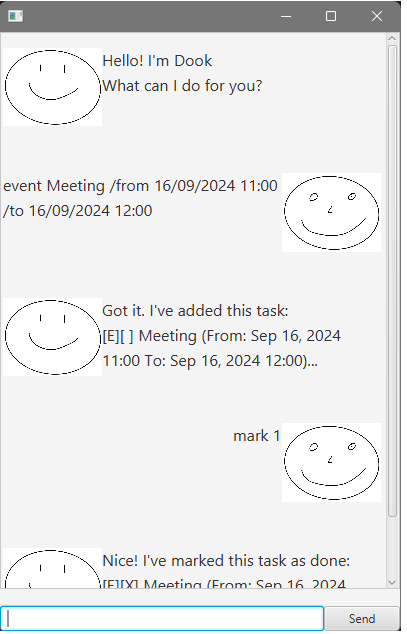 Hello! I'm Dook
What can I do for you?
event Meeting /from 16/09/2024 11:00
/to 16/09/2024 12:00
Got it. I've added this task:
[E][ ] Meeting (From: Sep 16, 2024
11:00 To: Sep 16, 2024 12:00)...
mark 1
Nice! I've marked this task as done:
[E][X] Meeting (From: Sep 16, 2024
Send